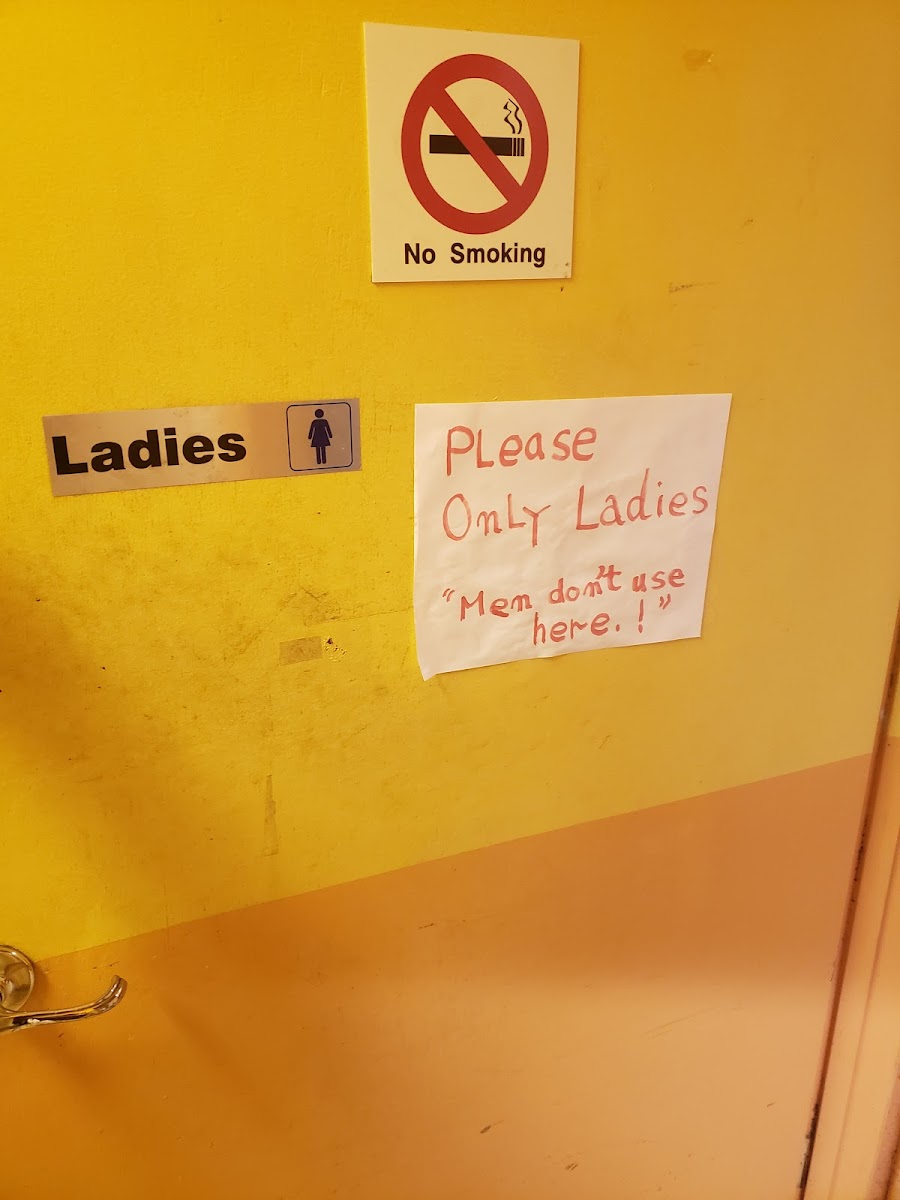 No Smoking
Ladies
PLease
OnLy Ladies
“Men don't use
here. ! ”